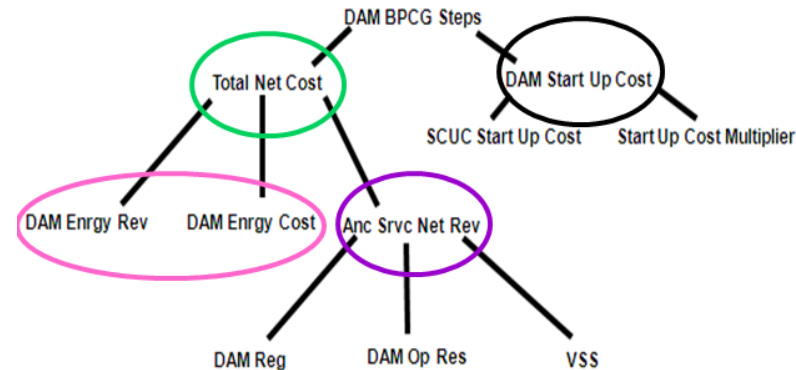 DAM BPCG Steps
Total Net Cost
DAM Start Up Cost
SCUC Start Up Cost
Start Up Cost Multiplier
DAM Enrgy Rev
DAM Enrgy Cost
Anc Srvc Net Rev
DAM Reg
DAM Op Res
VSS